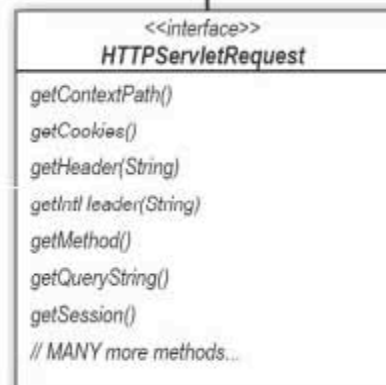 <<interface>>
HTTPServletRequest
getContextPath()
getCookies()
getHeader(String)
getIntHeader(String)
getMethod()
getQueryString()
getSession()
// MANY more methods...